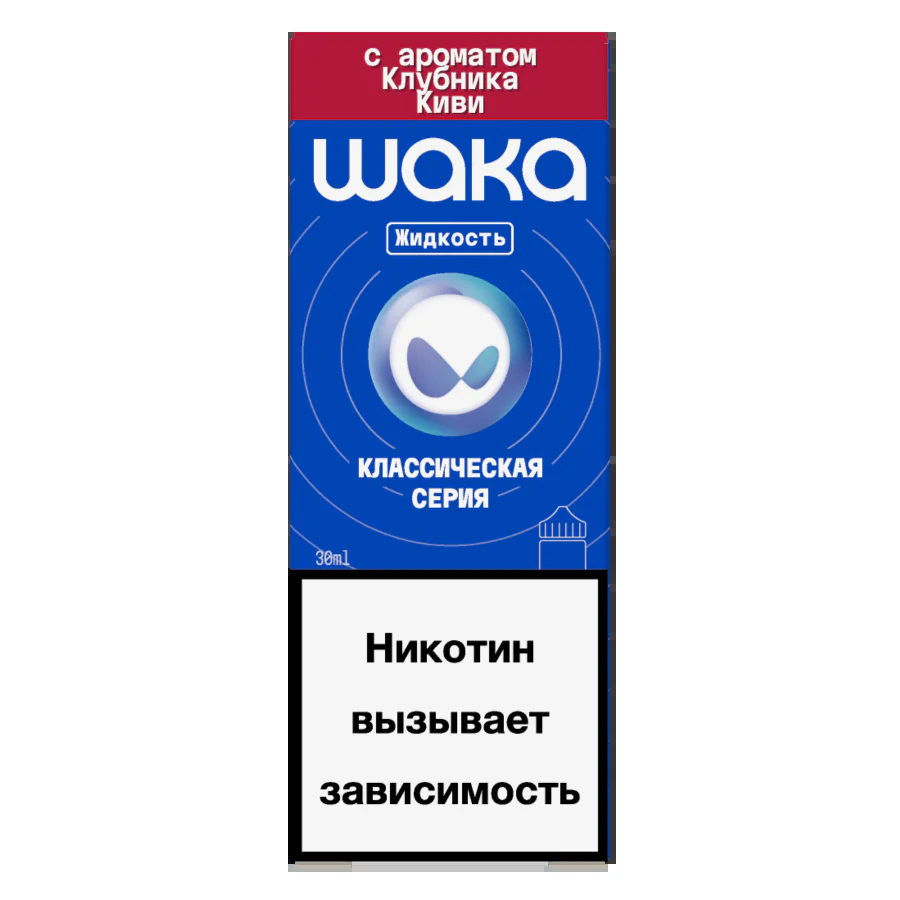 с ароматом
Клубника
Киви
waka
Жидкость
КЛАССИЧЕСКАЯ
СЕРИЯ
30ml
Никотин
вызывает
зависимость